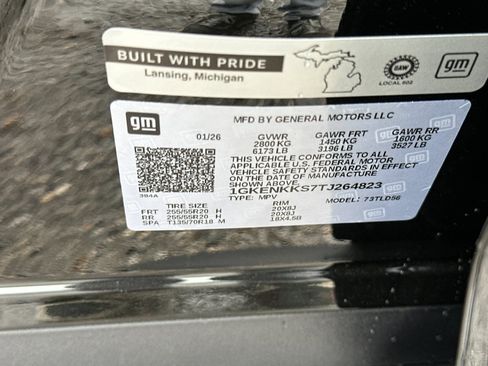 BUILT WITH PRIDE
Lansing, Michigan
UAW
LOCAL 602
gm
gm
MFD BY GENERAL MOTORS LLC
01/26 GVWR GAWR FRT GAWR RR
2800 KG 1450 KG 1600 KG
6173 LB 3196 LB 3527 LB
THIS VEHICLE CONFORMS TO ALL
APPLICABLE U.S. FEDERAL MOTOR
VEHICLE SAFETY STANDARDS IN EFFECT
ON THE DATE OF MANUFACTURE
SHOWN ABOVE.
1GKENKKS7TJ264823
TYPE: MPV MODEL: 73TLD56
394A
TIRE SIZE RIM
FRT 255/55R20 H 20X8J
RR 255/55R20 H 20X8J
SPA T135/70R18 M 18X4.5B